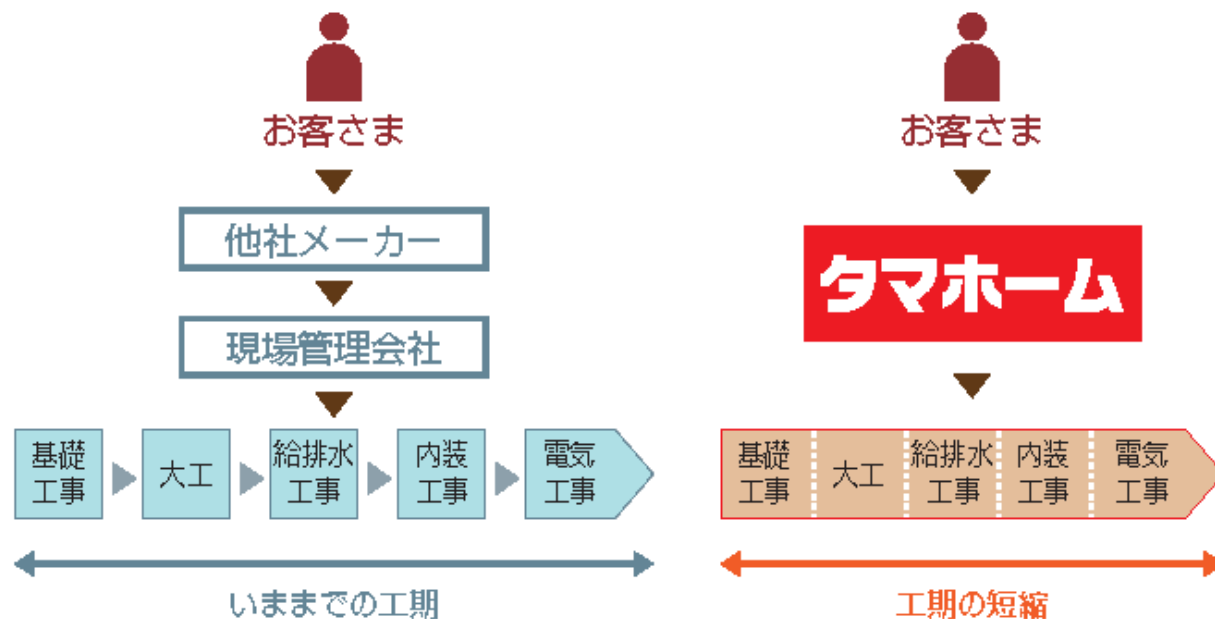 お客さま
他社メーカー
現場管理会社
基礎
工事
大工
給排水
工事
内装
工事
電気
工事
いままでの工期
お客さま
タマホーム
基礎
工事
大工
給排水
工事
内装
工事
電気
工事
工期の短縮